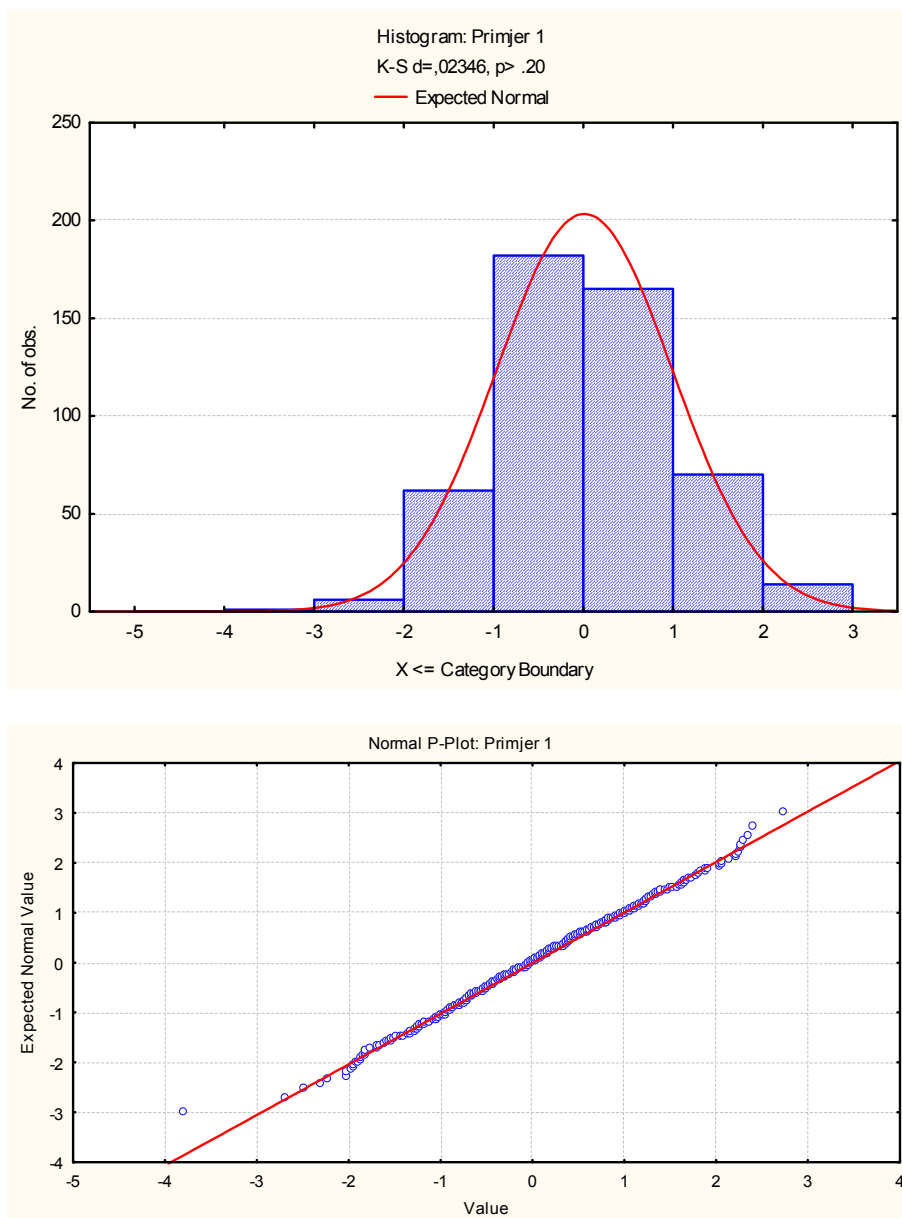 Histogram: Primjer 1
K-S d=,02346, p> .20
Expected Normal
250
200
150
100
50
0
No. of obs.
-5 -4 -3 -2 -1 0 1 2 3
X <= Category Boundary
Normal P-Plot: Primjer 1
4
3
2
1
0
-1
-2
-3
-4
Expected Normal Value
-5 -4 -3 -2 -1 0 1 2 3 4
Value